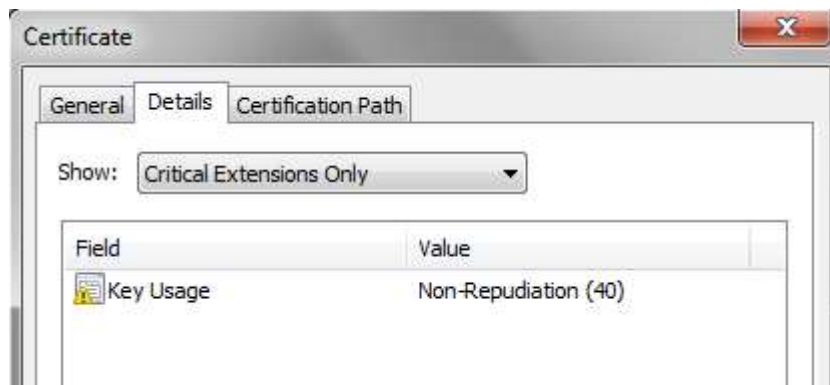 Certificate
General Details Certification Path
Show: Critical Extensions Only
Field Value
Key Usage Non-Repudiation (40)